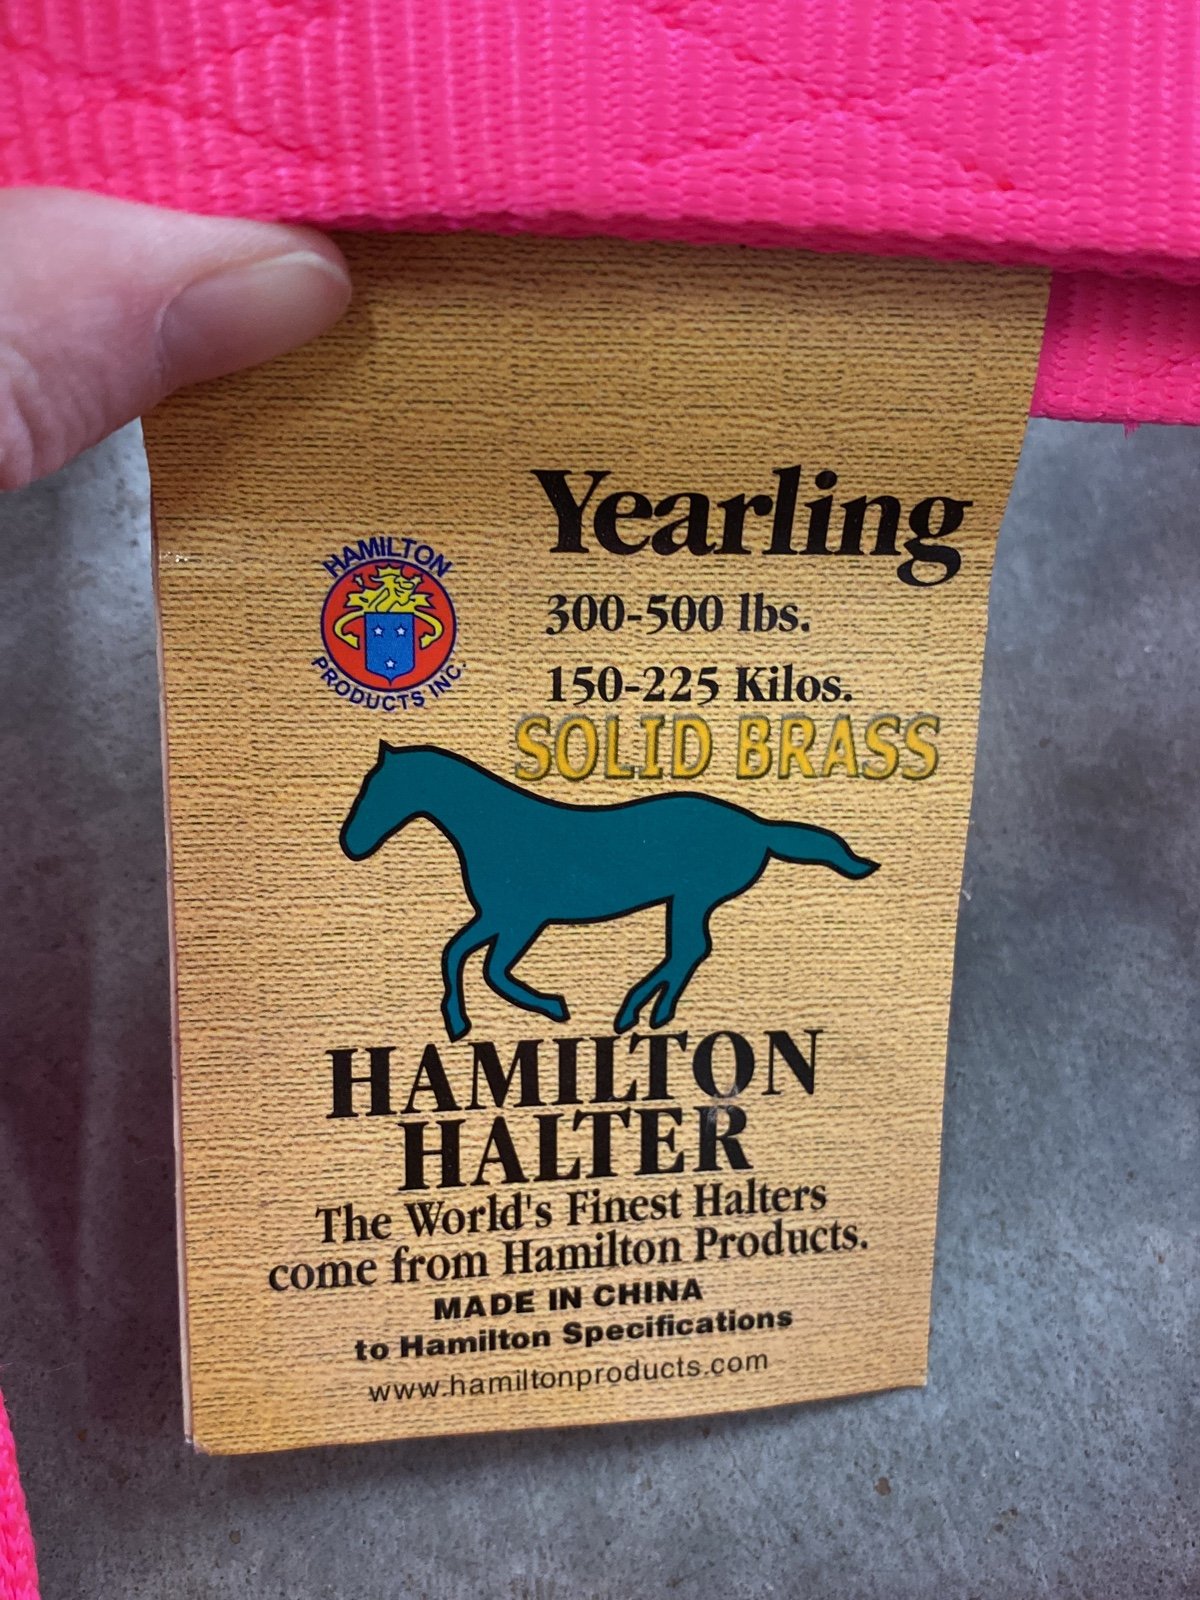 Yearling
300-500 lbs.
150-225 Kilos.
SOLID BRASS
HAMILTON
PRODUCTS INC.
HAMILTON
HALTER
The World's Finest Halters
come from Hamilton Products.
MADE IN CHINA
to Hamilton Specifications
www.hamiltonproducts.com